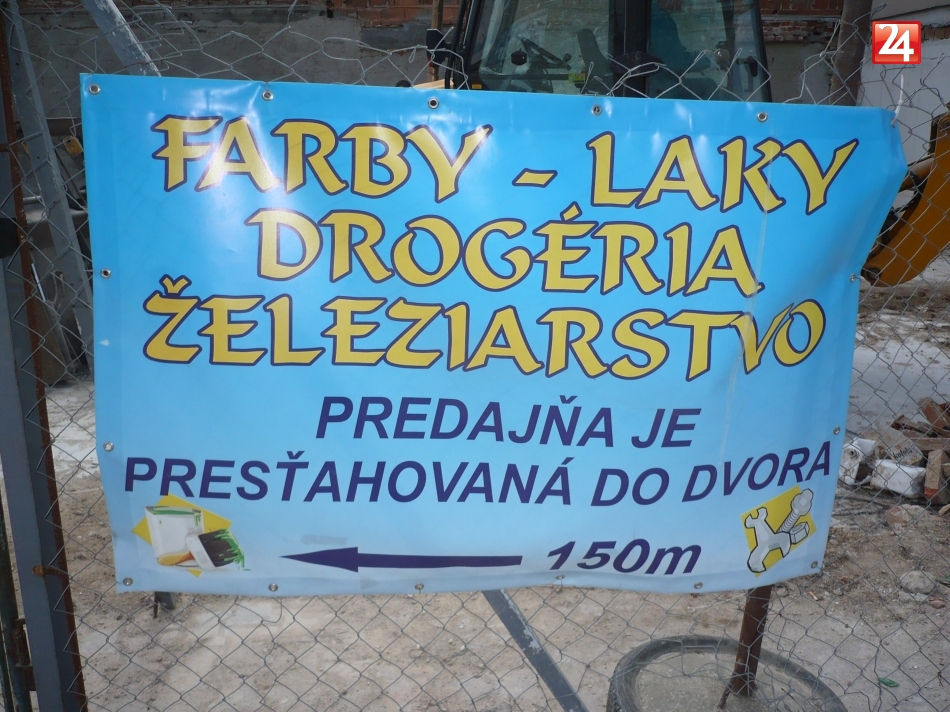 24
FARBY - LAKY
DROGÉRIA
ŽELEZIARSTVO
PREDAJŇA JE
PRESŤAHOVANÁ DO DVORA
150m